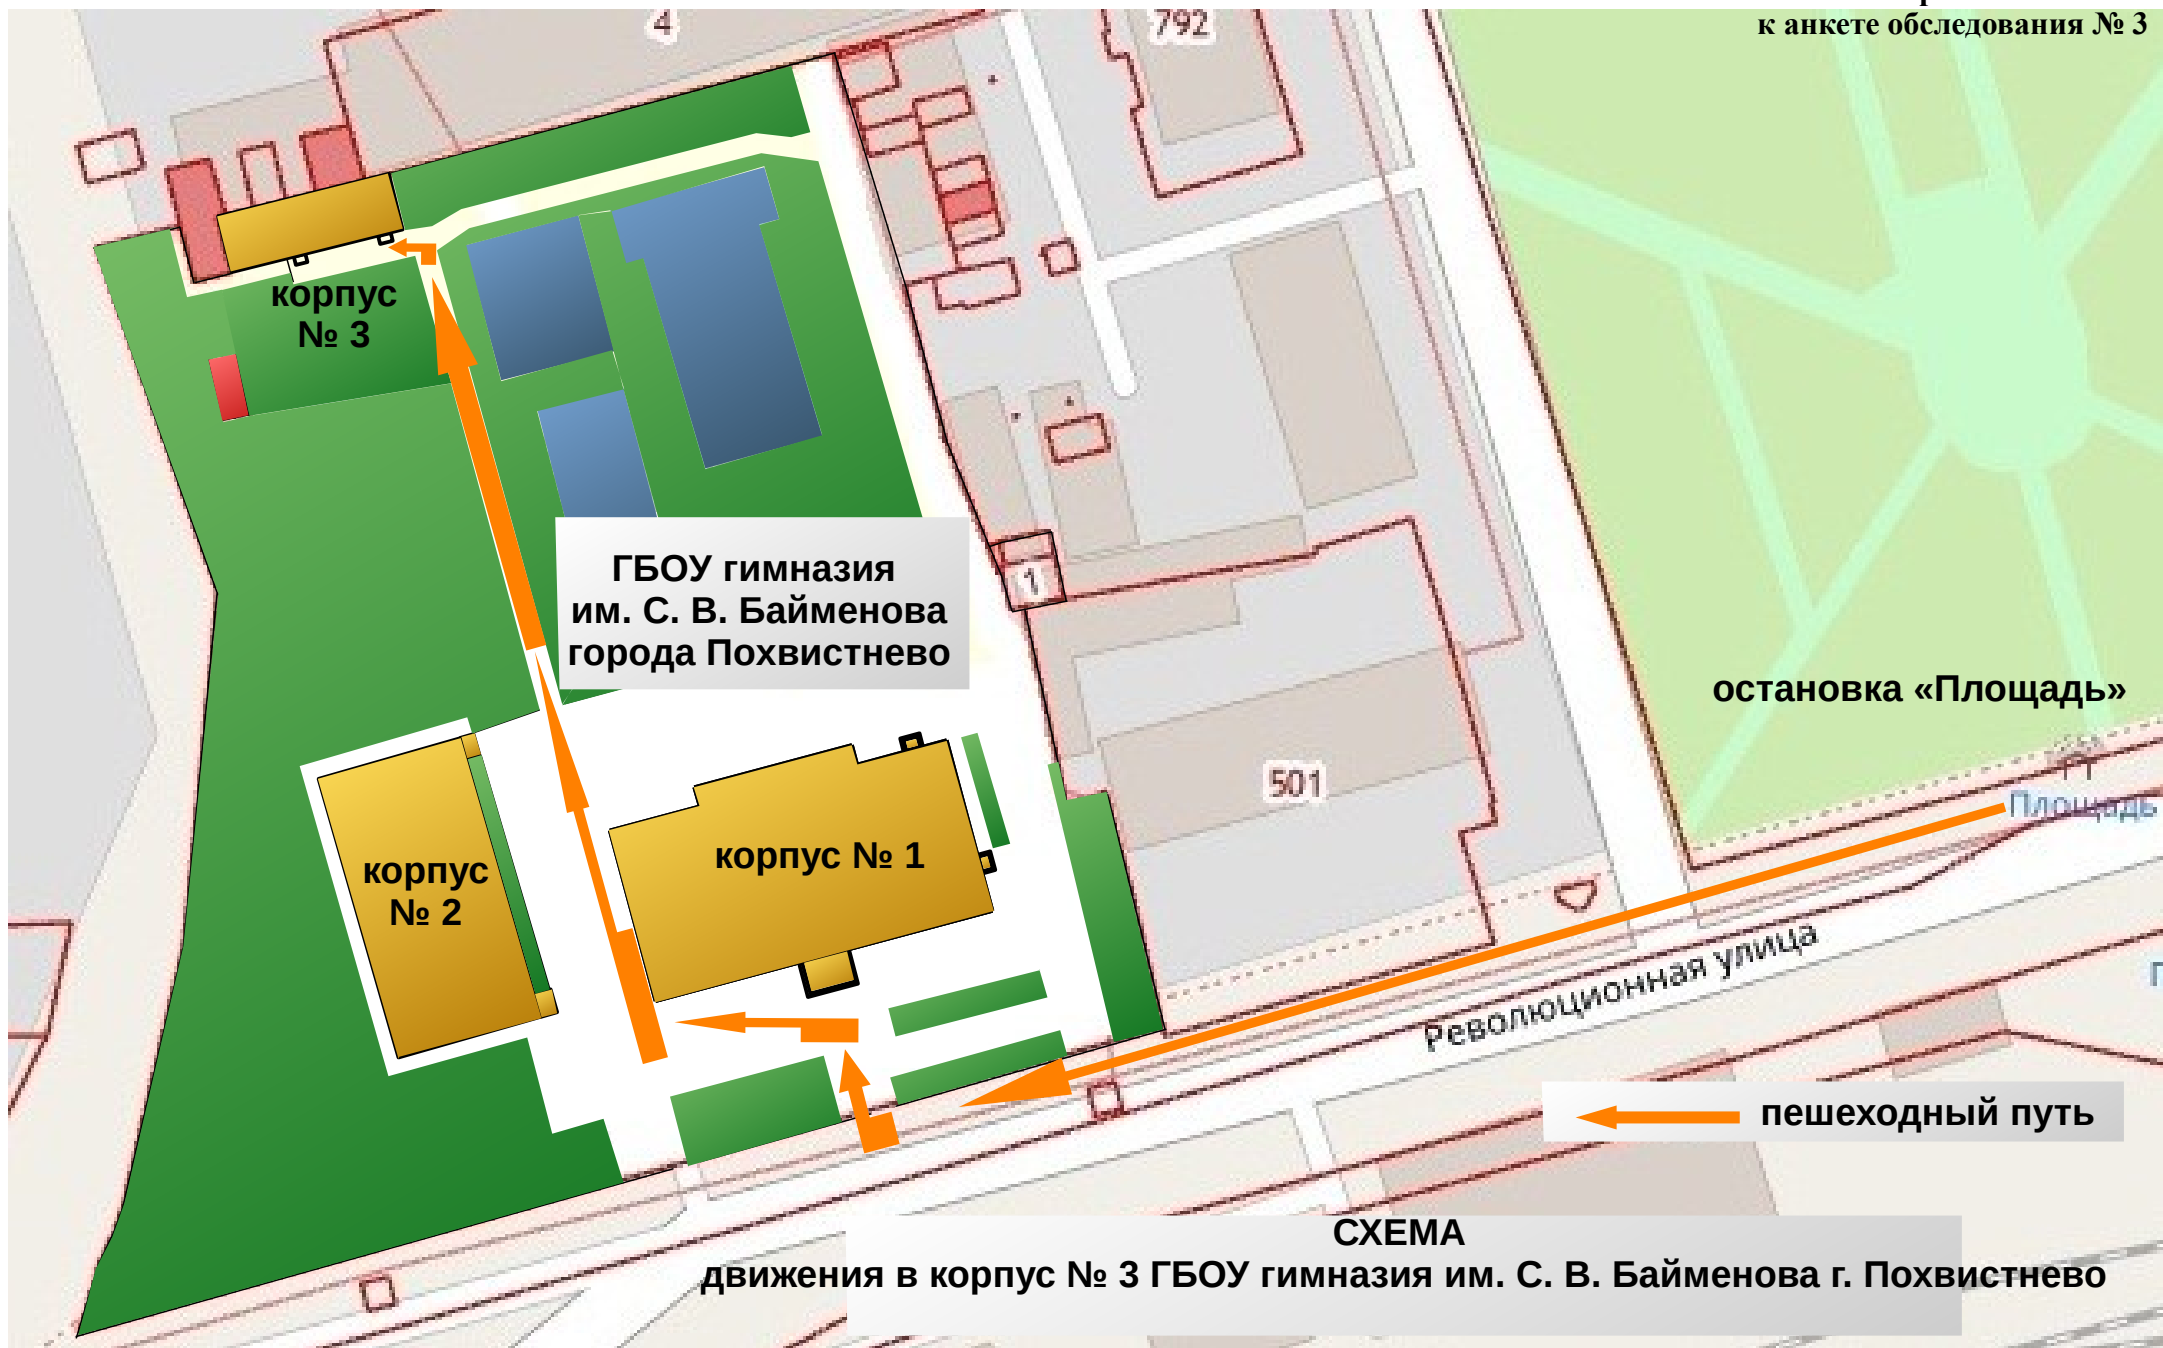 к анкете обследования № 3
4
792
корпус
№ 3
ГБОУ гимназия
им. С. В. Байменова
города Похвистнево
1
остановка «Площадь»
501
Площадь
корпус № 1
корпус
№ 2
Революционная улица
пешеходный путь
СХЕМА
движения в корпус № 3 ГБОУ гимназия им. С. В. Байменова г. Похвистнево